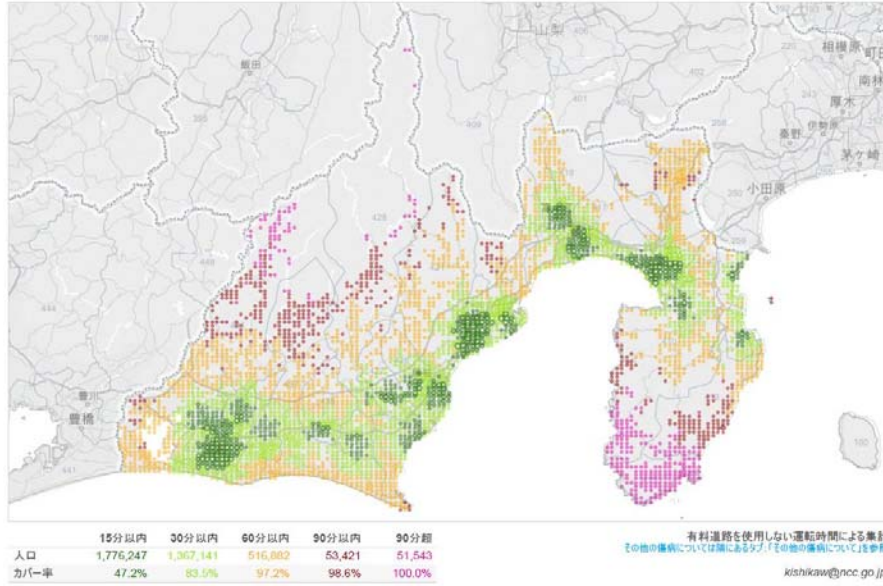 山梨
飯田
相模原
町田
南林
厚木
伊勢原
秦野
茅ヶ崎
小田原
豊川
豊橋
15分以内 30分以内 60分以内 90分以内 90分超
人口 1,776,247 1,367,141 516,882 53,421 51,543
カバー率 47.2% 83.5% 97.2% 98.6% 100.0%
有料道路を使用しない運転時間による集計
その他の傷病については隣にあるタブ:「その他の傷病について」を参照
kishikaw@ncc.go.jp